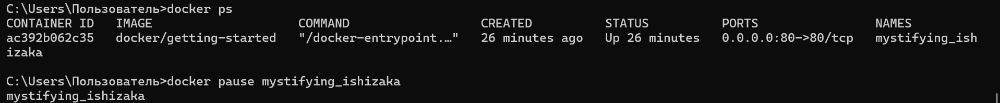 C:\Users\Пользователь>docker ps
CONTAINER ID   IMAGE                    COMMAND                  CREATED          STATUS          PORTS                NAMES
ac392b062c35   docker/getting-started   "/docker-entrypoint.…"   26 minutes ago   Up 26 minutes   0.0.0.0:80->80/tcp   mystifying_ish
izaka
C:\Users\Пользователь>docker pause mystifying_ishizaka
mystifying_ishizaka